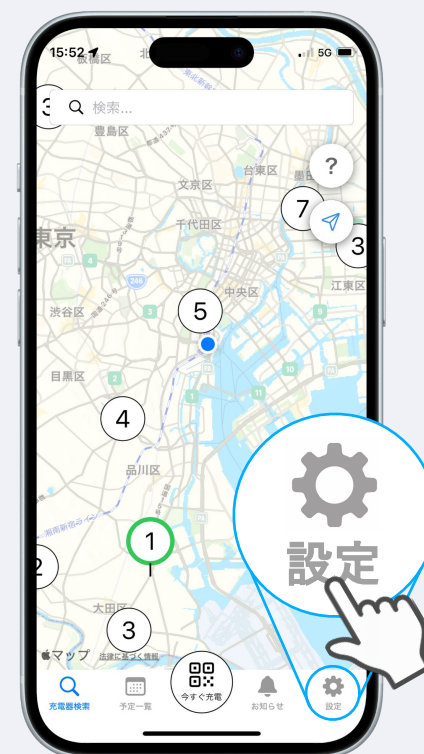 15:52
5G
板橋区
北
検索...
豊島区
文京区
台東区
?
7
3
千代田区
東京
中央区
江東区
渋谷区
246
5
目黒区
4
品川区
1
2
大田区
3
マップ
法律に基づく情報
設定
充電器検索
予定一覧
今すぐ充電
お知らせ
設定